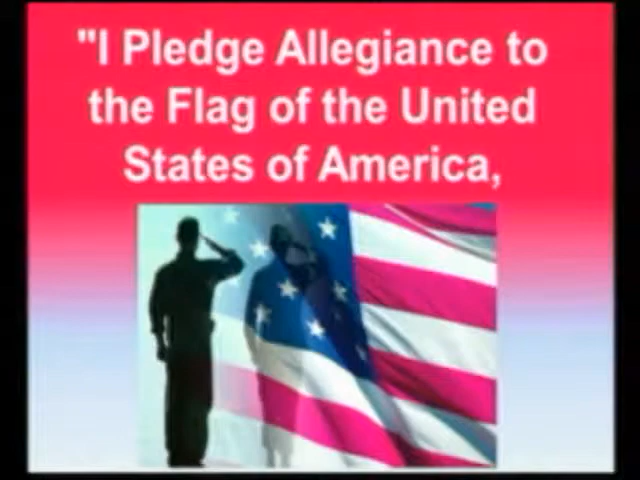 "I Pledge Allegiance to
the Flag of the United
States of America,